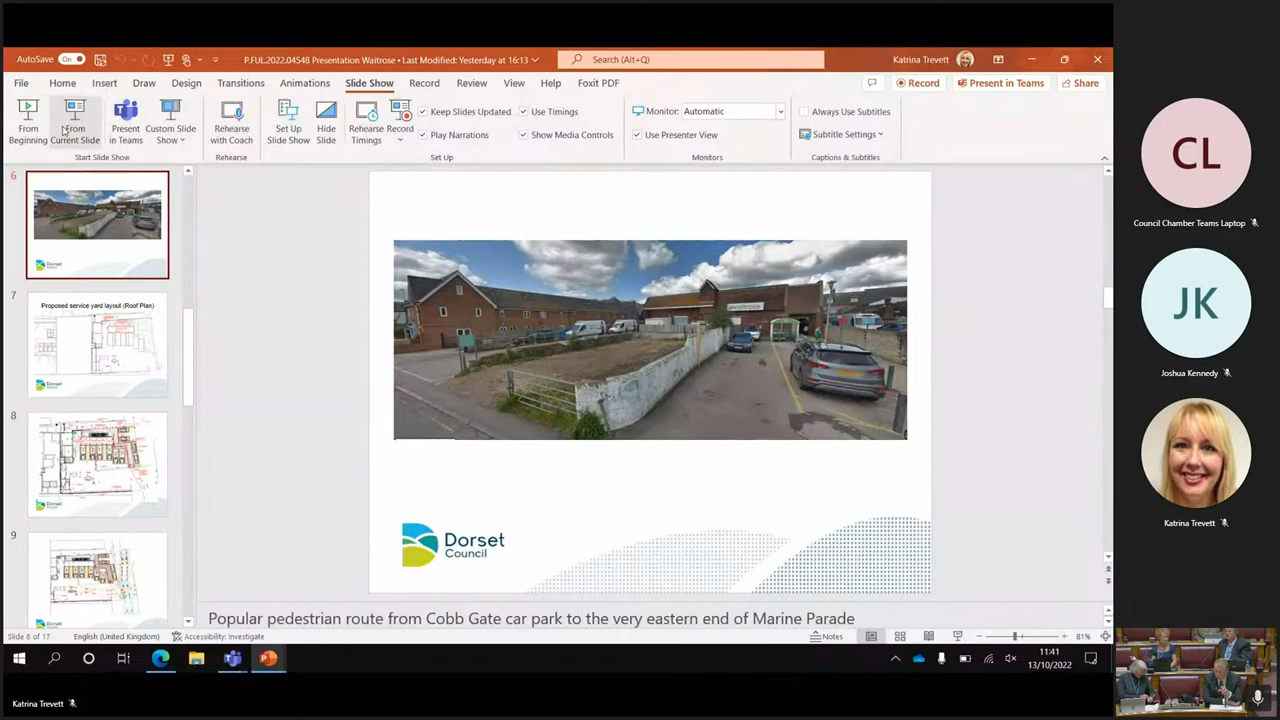 AutoSave On P.FUL.2022.04548 Presentation Waitrose • Last Modified: Yesterday at 16:13 Search (Alt+Q) Katrina Trevett
File Home Insert Draw Design Transitions Animations Slide Show Record Review View Help Foxit PDF Record Present in Teams Share
From Beginning
From Current Slide
Present in Teams
Custom Slide Show
Start Slide Show
Rehearse with Coach
Rehearse
Set Up Slide Show
Hide Slide
Rehearse Timings
Record
Keep Slides Updated
Use Timings
Play Narrations
Show Media Controls
Set Up
Monitor: Automatic
Use Presenter View
Monitors
Always Use Subtitles
Subtitle Settings
Captions & Subtitles
6
Dorset Council
7
Proposed service yard layout (Roof Plan)
Dorset Council
8
Dorset Council
9
Waitrose
Dorset
Council
Popular pedestrian route from Cobb Gate car park to the very eastern end of Marine Parade
Slide 6 of 17 English (United Kingdom) Accessibility: Investigate Notes 81%
11:41
13/10/2022
Katrina Trevett
CL
Council Chamber Teams Laptop
JK
Joshua Kennedy
Katrina Trevett